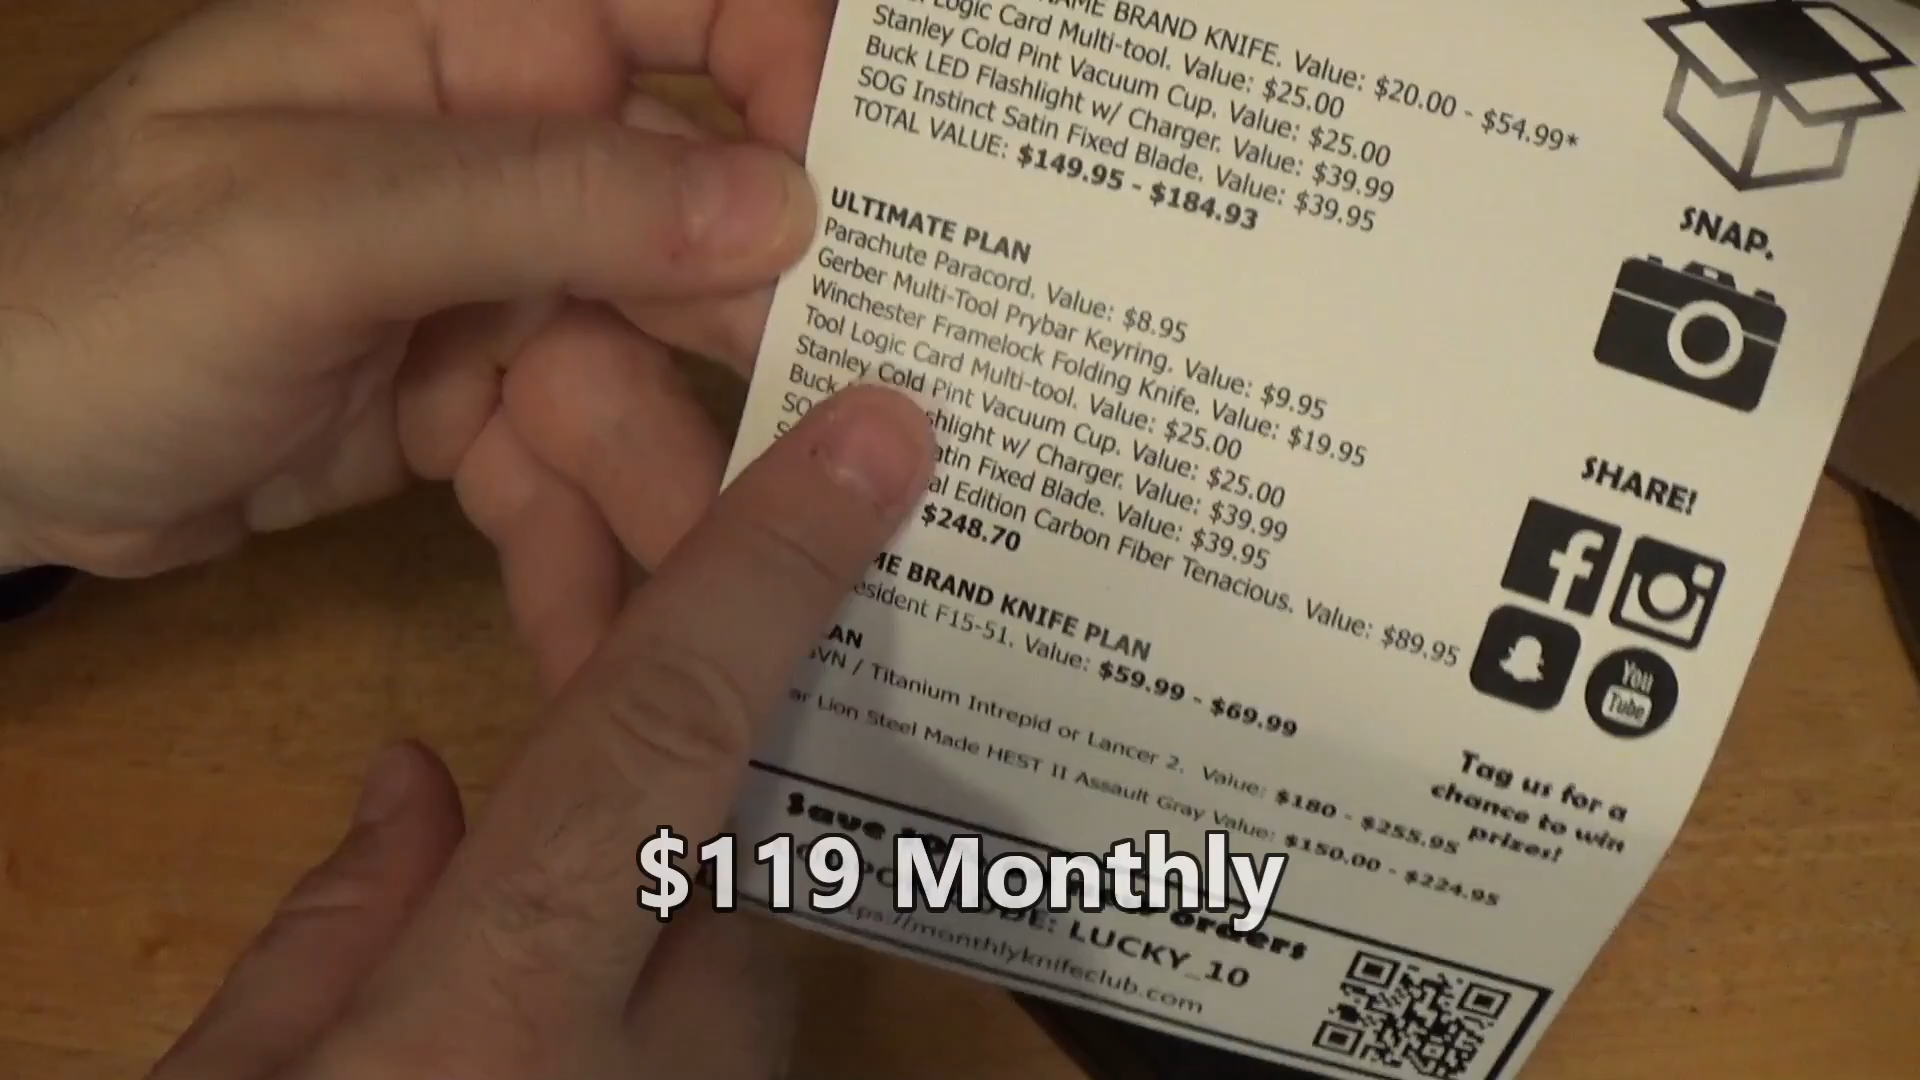 ME BRAND KNIFE. Value: $20.00 - $54.99*
Logic Card Multi-tool. Value: $25.00
Stanley Cold Pint Vacuum Cup. Value: $25.00
Buck LED Flashlight w/ Charger. Value: $39.99
SOG Instinct Satin Fixed Blade. Value: $39.95
TOTAL VALUE: $149.95 - $184.93
ULTIMATE PLAN
Parachute Paracord. Value: $8.95
Gerber Multi-Tool Prybar Keyring. Value: $9.95
Winchester Framelock Folding Knife. Value: $19.95
Tool Logic Card Multi-tool. Value: $25.00
Stanley Cold Pint Vacuum Cup. Value: $25.00
Buck shlight w/ Charger. Value: $39.99
SO atin Fixed Blade. Value: $39.95
al Edition Carbon Fiber Tenacious. Value: $89.95
$248.70
ME BRAND KNIFE PLAN
esident F15-51. Value: $59.99 - $69.99
AN
VN / Titanium Intrepid or Lancer 2. Value: $180 - $255.95
ar Lion Steel Made HEST II Assault Gray Value: $150.00 - $224.95
SNAP.
SHARE!
You
Tube
Tag us for a
chance to win
prizes!
Save orders
CODE: LUCKY_10
https://monthlyknifeclub.com
$119 Monthly